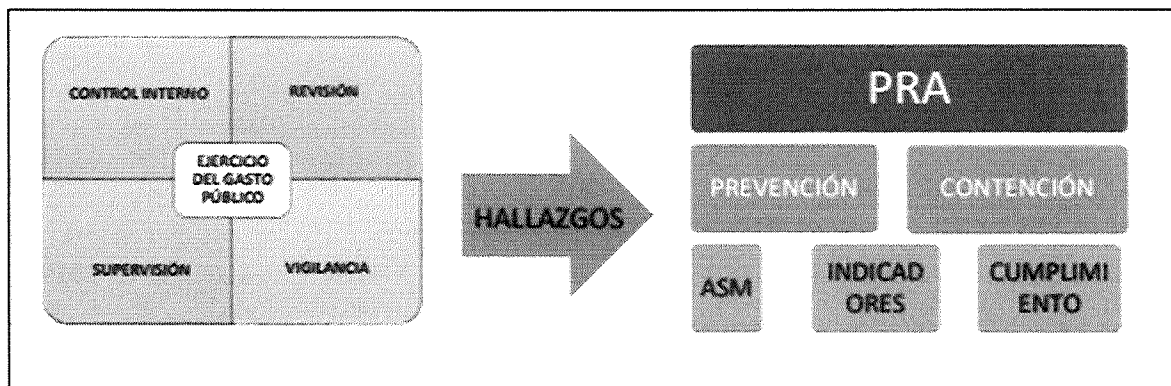 CONTROL INTERNO
REVISIÓN
EJERCICIO
DEL GASTO
PÚBLICO
SUPERVISIÓN
VIGILANCIA
HALLAZGOS
PRA
PREVENCIÓN
CONTENCIÓN
ASM
INDICAD
ORES
CUMPLIMI
ENTO